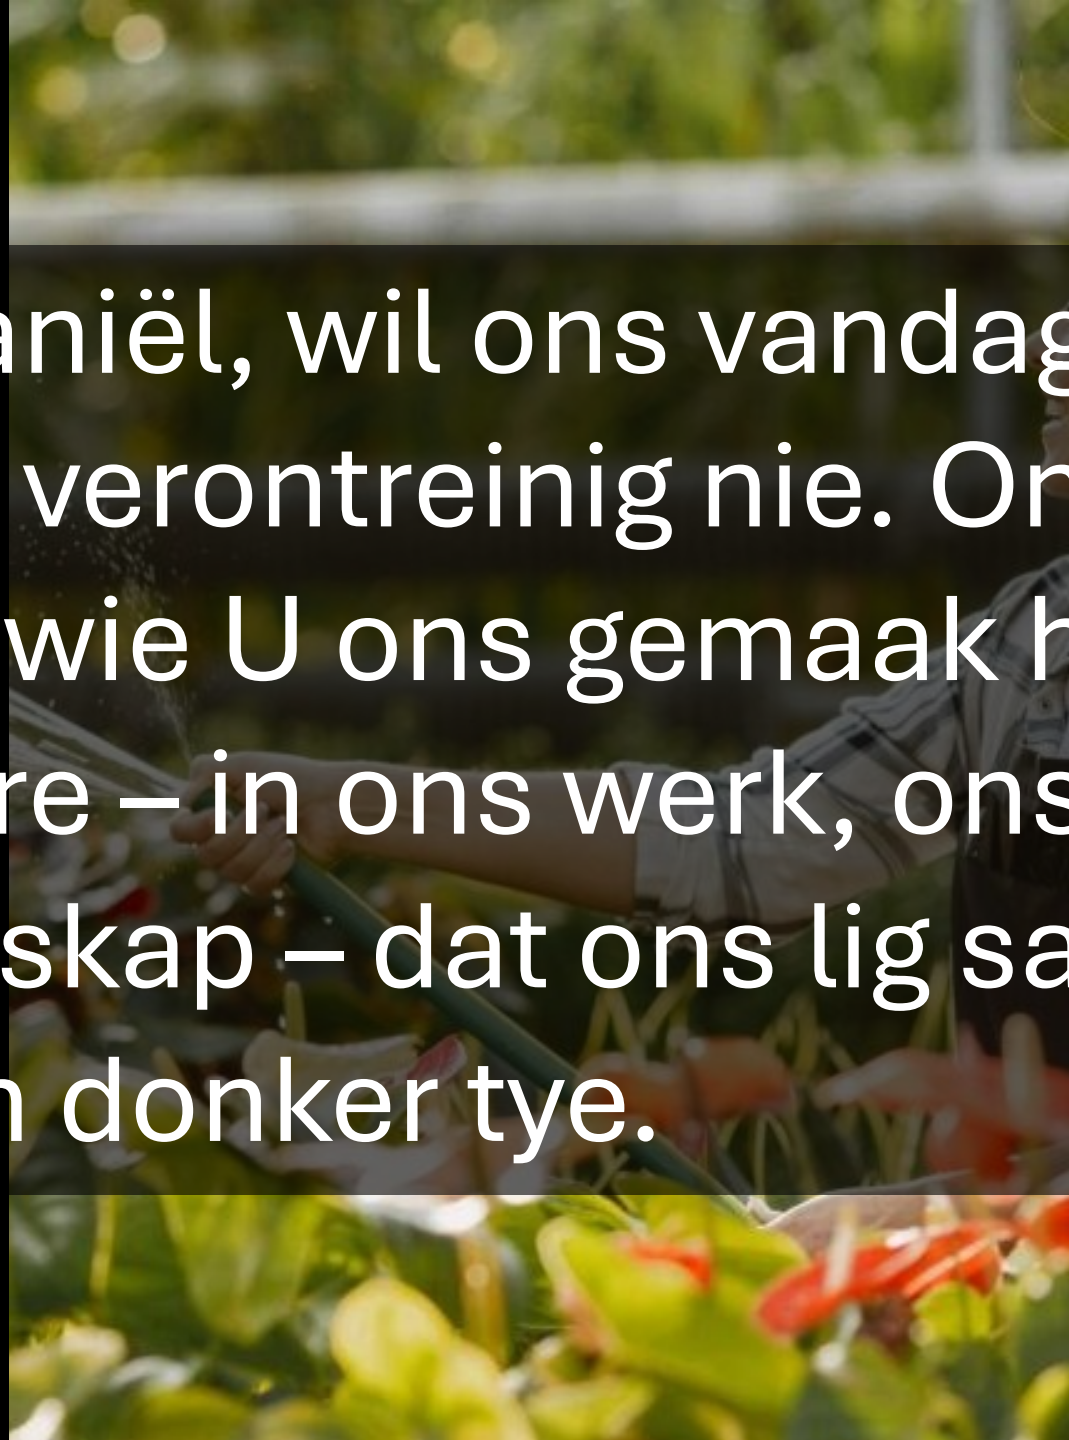 aniël, wil ons vandag
verontreinig nie. On
wie U ons gemaak h
re – in ons werk, ons
skap – dat ons lig sa
n donker tye.